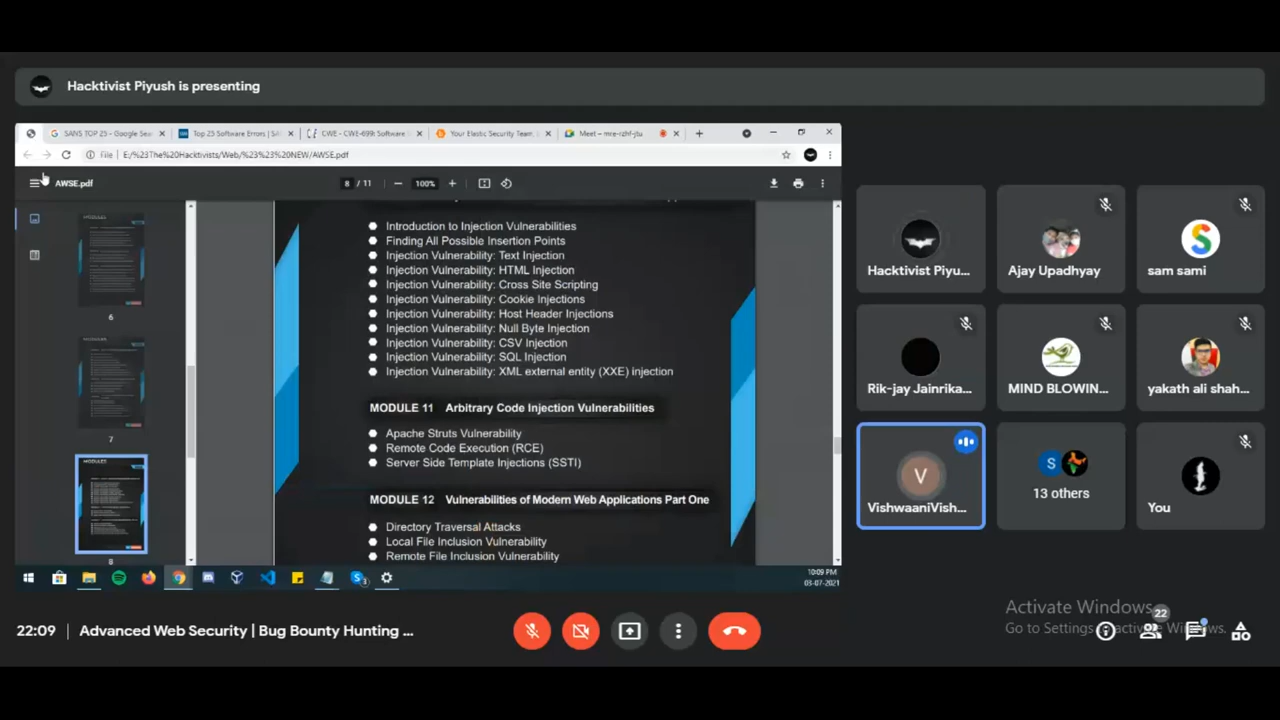 Hacktivist Piyush is presenting
SANS TOP 25 - Google Sea
Top 25 Software Errors | SA
CWE - CWE-699: Software
Your Elastic Security Team
Meet – mre-rzhf-jtu
File
E:/%23The%20Hacktivists/Web/%23%23%20NEW/AWSE.pdf
AWSE.pdf
8 / 11
100%
6
7
8
Introduction to Injection Vulnerabilities
Finding All Possible Insertion Points
Injection Vulnerability: Text Injection
Injection Vulnerability: HTML Injection
Injection Vulnerability: Cross Site Scripting
Injection Vulnerability: Cookie Injections
Injection Vulnerability: Host Header Injections
Injection Vulnerability: Null Byte Injection
Injection Vulnerability: CSV Injection
Injection Vulnerability: SQL Injection
Injection Vulnerability: XML external entity (XXE) injection
MODULE 11 Arbitrary Code Injection Vulnerabilities
Apache Struts Vulnerability
Remote Code Execution (RCE)
Server Side Template Injections (SSTI)
MODULE 12 Vulnerabilities of Modern Web Applications Part One
Directory Traversal Attacks
Local File Inclusion Vulnerability
Remote File Inclusion Vulnerability
10:09 PM
03-07-2021
Hacktivist Piyu...
Ajay Upadhyay
S
sam sami
Rik-jay Jainrika...
MIND BLOWIN...
yakath ali shah...
V
VishwaaniVish...
S
13 others
You
22:09
Advanced Web Security | Bug Bounty Hunting ...
Activate Windows
22
Go to Settings to activate Windows.